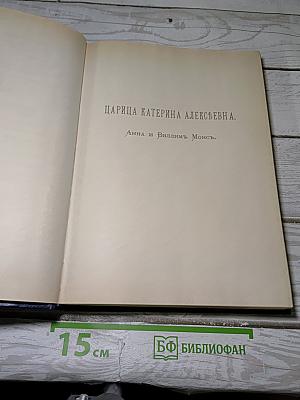 ЦАРИЦА КАТЕРИНА АЛЕКСѢЕВНА.
Анна и Виллимъ Монсъ.
15 см
БФ БИБЛИОФАН